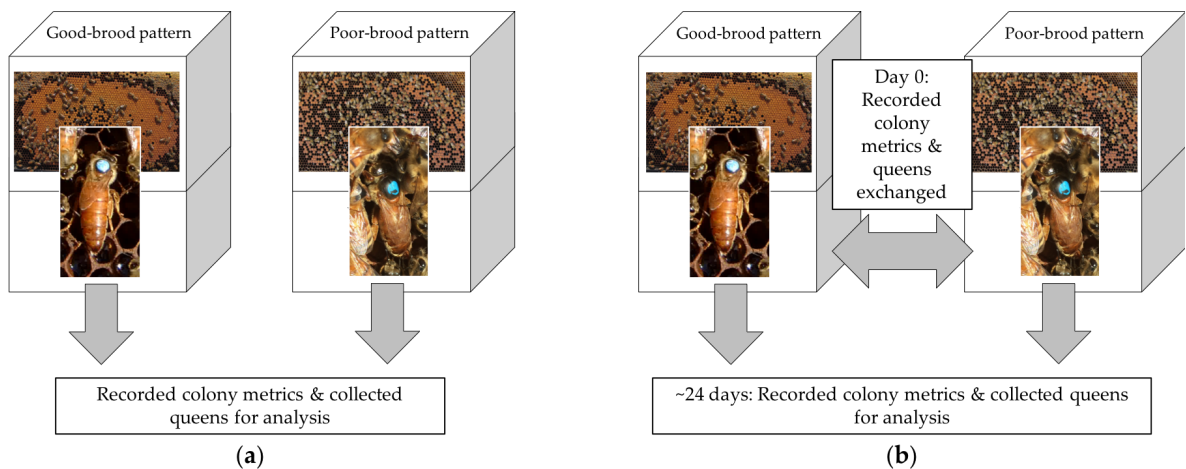 Good-brood pattern
Poor-brood pattern
Recorded colony metrics & collected
queens for analysis
(a)
Good-brood pattern
Poor-brood pattern
Day 0:
Recorded
colony
metrics &
queens
exchanged
~24 days: Recorded colony metrics & collected queens
for analysis
(b)